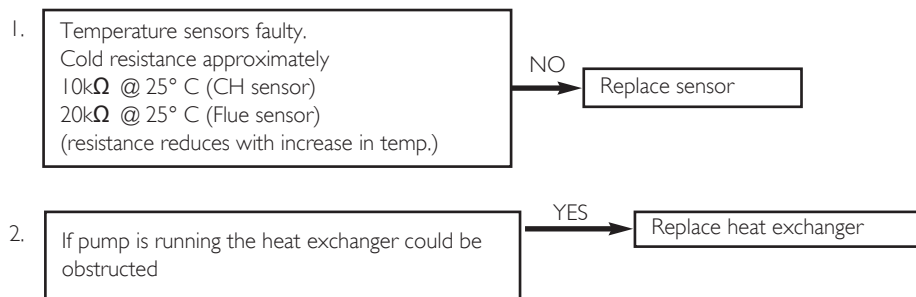 1.
Temperature sensors faulty.
Cold resistance approximately
10kΩ @ 25° C (CH sensor)
20kΩ @ 25° C (Flue sensor)
(resistance reduces with increase in temp.)
NO
Replace sensor
2.
If pump is running the heat exchanger could be
obstructed
YES
Replace heat exchanger